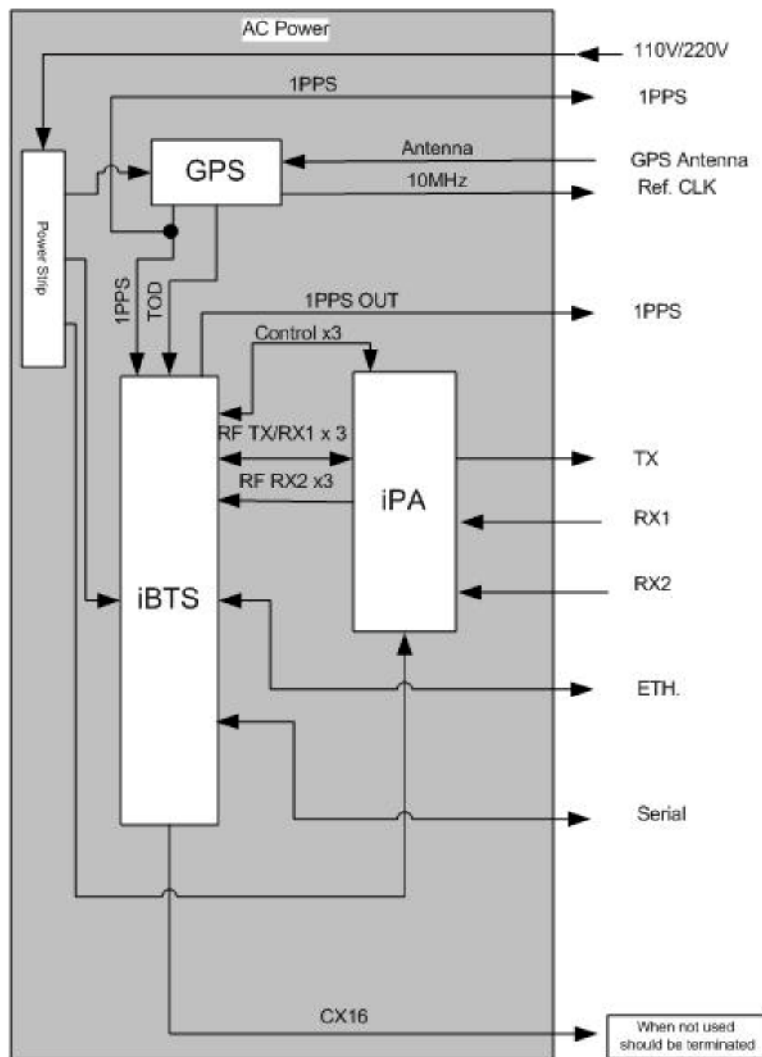 AC Power
110V/220V
1PPS
1PPS
Antenna
GPS Antenna
GPS
10MHz
Ref. CLK
Power Strip
1PPS
TOD
1PPS OUT
1PPS
Control x3
RF TX/RX1 x 3
TX
RF RX2 x3
iPA
RX1
RX2
iBTS
ETH.
Serial
CX16
When not used
should be terminated